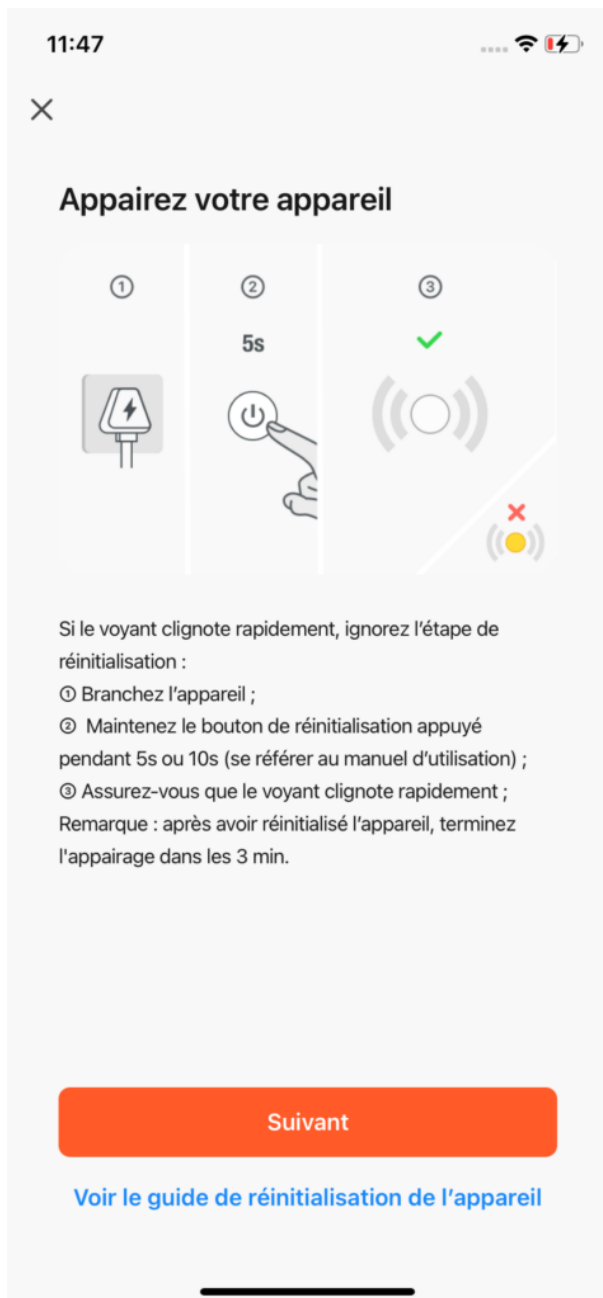 11:47
Appairez votre appareil
① ② ③
5s
Si le voyant clignote rapidement, ignorez l’étape de
réinitialisation :
① Branchez l’appareil ;
② Maintenez le bouton de réinitialisation appuyé
pendant 5s ou 10s (se référer au manuel d’utilisation) ;
③ Assurez-vous que le voyant clignote rapidement ;
Remarque : après avoir réinitialisé l’appareil, terminez
l'appairage dans les 3 min.
Suivant
Voir le guide de réinitialisation de l’appareil